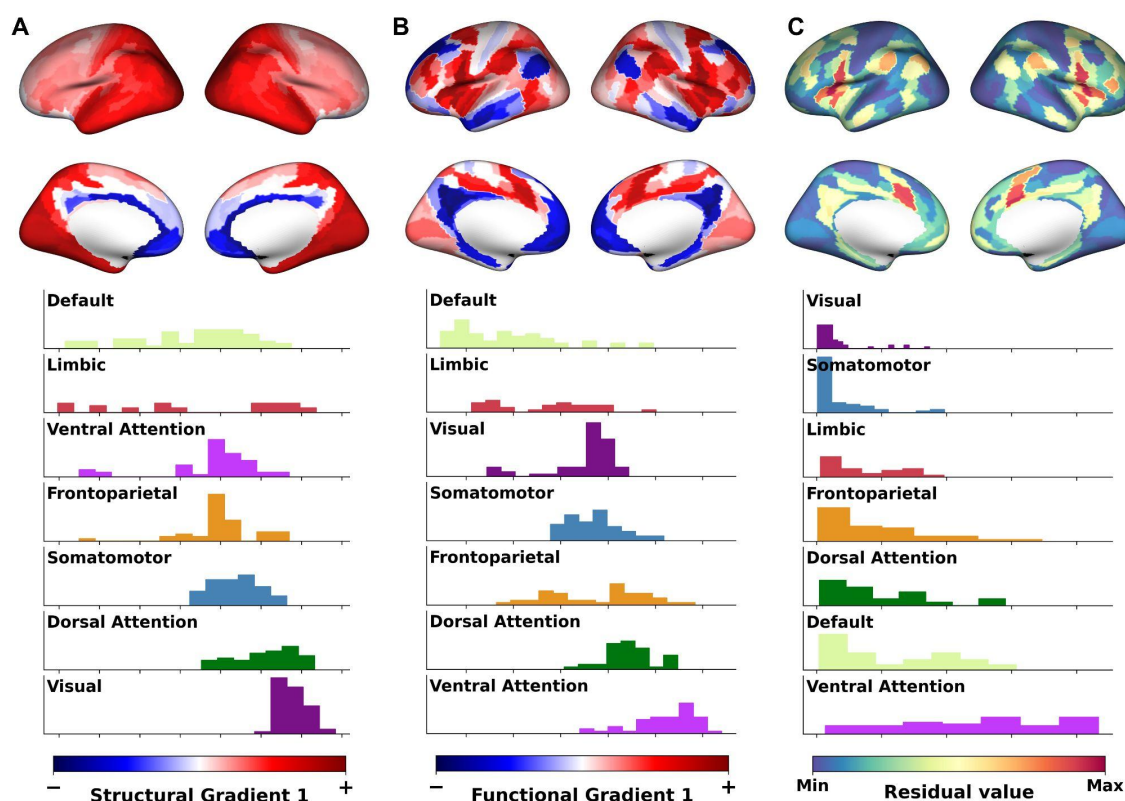 A
B
C
Default
Limbic
Ventral Attention
Frontoparietal
Somatomotor
Dorsal Attention
Visual
− Structural Gradient 1 +
Default
Limbic
Visual
Somatomotor
Frontoparietal
Dorsal Attention
Ventral Attention
− Functional Gradient 1 +
Visual
Somatomotor
Limbic
Frontoparietal
Dorsal Attention
Default
Ventral Attention
Min Max
Residual value